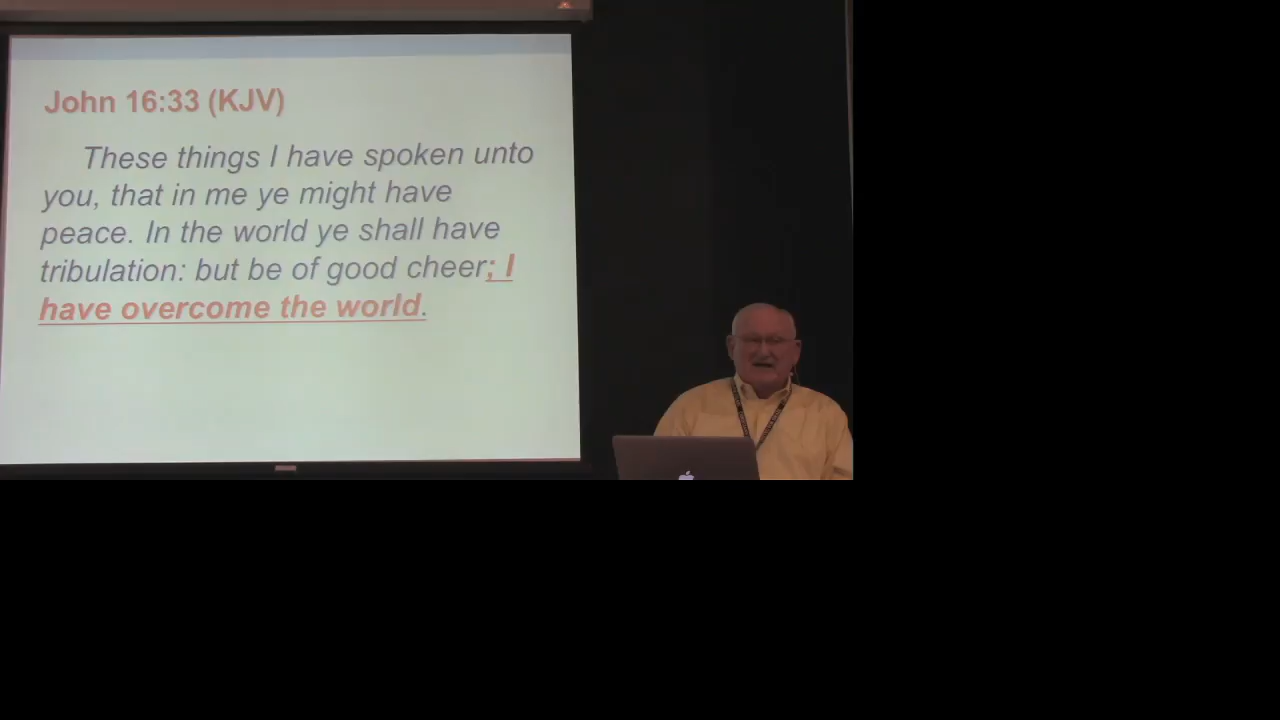 John 16:33 (KJV)
These things I have spoken unto
you, that in me ye might have
peace. In the world ye shall have
tribulation: but be of good cheer; I
have overcome the world.